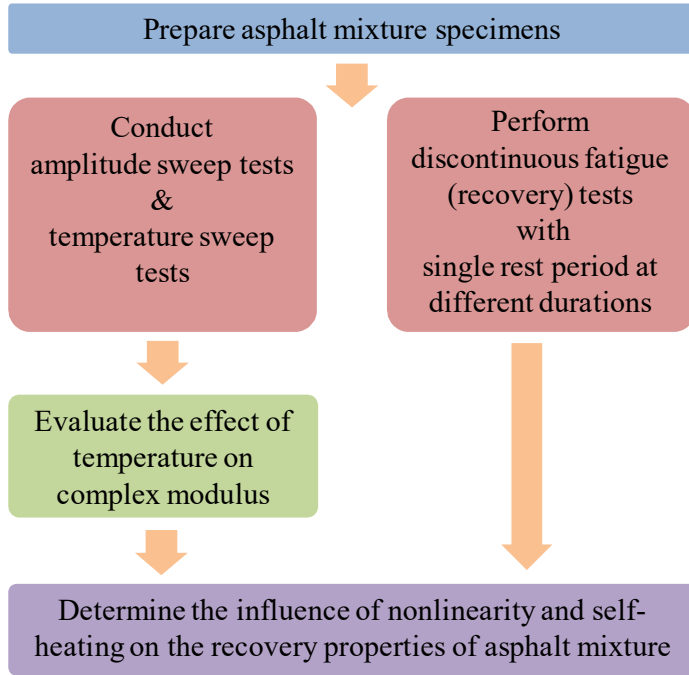 Prepare asphalt mixture specimens
Conduct
amplitude sweep tests
&
temperature sweep
tests
Perform
discontinuous fatigue
(recovery) tests
with
single rest period at
different durations
Evaluate the effect of
temperature on
complex modulus
Determine the influence of nonlinearity and self-
heating on the recovery properties of asphalt mixture